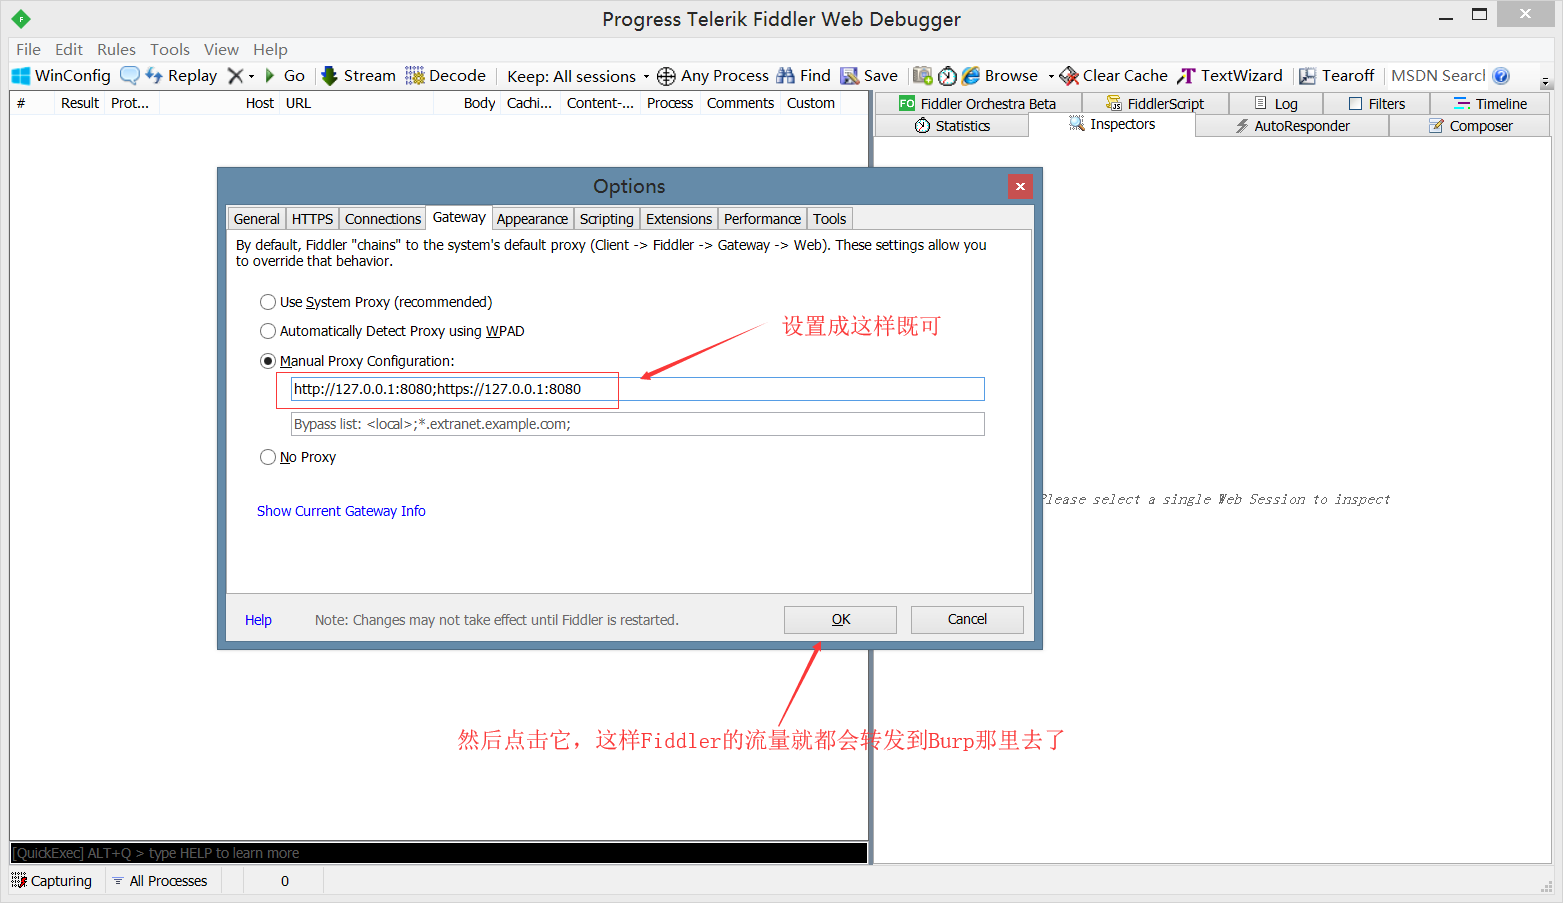 Progress Telerik Fiddler Web Debugger
File Edit Rules Tools View Help
WinConfig Replay Go Stream Decode Keep: All sessions Any Process Find Save Browse Clear Cache TextWizard Tearoff MSDN Search
# Result Prot... Host URL Body Cachi... Content-... Process Comments Custom
FO Fiddler Orchestra Beta FiddlerScript Log Filters Timeline
Statistics Inspectors AutoResponder Composer
Options
General HTTPS Connections Gateway Appearance Scripting Extensions Performance Tools
By default, Fiddler "chains" to the system's default proxy (Client -> Fiddler -> Gateway -> Web). These settings allow you
to override that behavior.
Use System Proxy (recommended)
Automatically Detect Proxy using WPAD
设置成这样既可
Manual Proxy Configuration:
http://127.0.0.1:8080;https://127.0.0.1:8080
Bypass list: <local>;*.extranet.example.com;
No Proxy
Please select a single Web Session to inspect
Show Current Gateway Info
Help Note: Changes may not take effect until Fiddler is restarted. OK Cancel
然后点击它，这样Fiddler的流量就都会转发到Burp那里去了
[QuickExec] ALT+Q > type HELP to learn more
Capturing All Processes 0